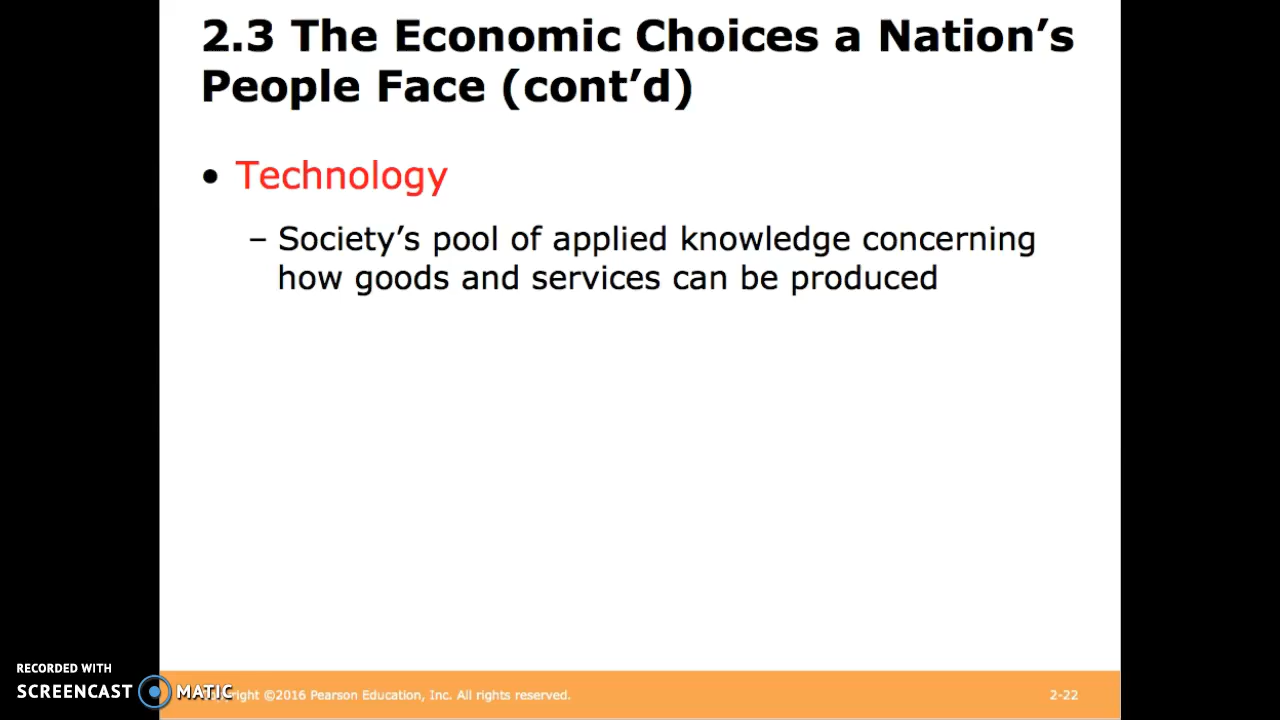 2.3 The Economic Choices a Nation’s
People Face (cont’d)
• Technology
– Society’s pool of applied knowledge concerning
how goods and services can be produced
RECORDED WITH
SCREENCAST MATIC
©2016 Pearson Education, Inc. All rights reserved.
2-22